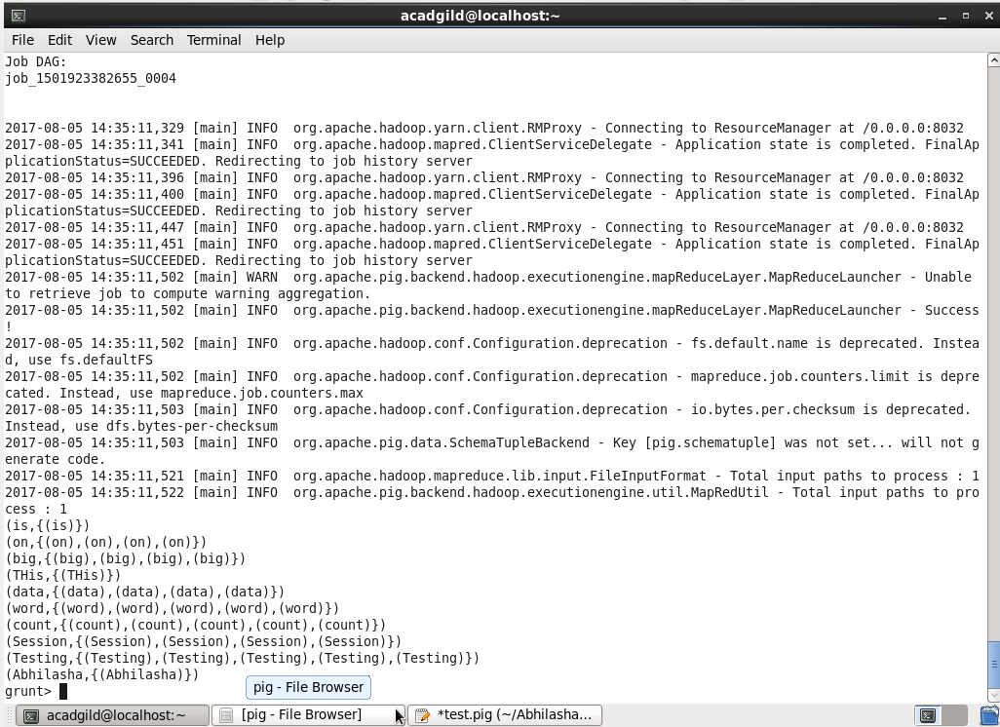 acadgild@localhost:~
File Edit View Search Terminal Help
Job DAG:
job_1501923382655_0004
2017-08-05 14:35:11,329 [main] INFO  org.apache.hadoop.yarn.client.RMProxy - Connecting to ResourceManager at /0.0.0.0:8032
2017-08-05 14:35:11,341 [main] INFO  org.apache.hadoop.mapred.ClientServiceDelegate - Application state is completed. FinalAp
plicationStatus=SUCCEEDED. Redirecting to job history server
2017-08-05 14:35:11,396 [main] INFO  org.apache.hadoop.yarn.client.RMProxy - Connecting to ResourceManager at /0.0.0.0:8032
2017-08-05 14:35:11,400 [main] INFO  org.apache.hadoop.mapred.ClientServiceDelegate - Application state is completed. FinalAp
plicationStatus=SUCCEEDED. Redirecting to job history server
2017-08-05 14:35:11,447 [main] INFO  org.apache.hadoop.yarn.client.RMProxy - Connecting to ResourceManager at /0.0.0.0:8032
2017-08-05 14:35:11,451 [main] INFO  org.apache.hadoop.mapred.ClientServiceDelegate - Application state is completed. FinalAp
plicationStatus=SUCCEEDED. Redirecting to job history server
2017-08-05 14:35:11,502 [main] WARN  org.apache.pig.backend.hadoop.executionengine.mapReduceLayer.MapReduceLauncher - Unable
to retrieve job to compute warning aggregation.
2017-08-05 14:35:11,502 [main] INFO  org.apache.pig.backend.hadoop.executionengine.mapReduceLayer.MapReduceLauncher - Success
!
2017-08-05 14:35:11,502 [main] INFO  org.apache.hadoop.conf.Configuration.deprecation - fs.default.name is deprecated. Instea
d, use fs.defaultFS
2017-08-05 14:35:11,502 [main] INFO  org.apache.hadoop.conf.Configuration.deprecation - mapreduce.job.counters.limit is depre
cated. Instead, use mapreduce.job.counters.max
2017-08-05 14:35:11,503 [main] INFO  org.apache.hadoop.conf.Configuration.deprecation - io.bytes.per.checksum is deprecated.
Instead, use dfs.bytes-per-checksum
2017-08-05 14:35:11,503 [main] INFO  org.apache.pig.data.SchemaTupleBackend - Key [pig.schematuple] was not set... will not g
enerate code.
2017-08-05 14:35:11,521 [main] INFO  org.apache.hadoop.mapreduce.lib.input.FileInputFormat - Total input paths to process : 1
2017-08-05 14:35:11,522 [main] INFO  org.apache.pig.backend.hadoop.executionengine.util.MapRedUtil - Total input paths to pro
cess : 1
(is,{(is)})
(on,{(on),(on),(on),(on)})
(big,{(big),(big),(big),(big)})
(THis,{(THis)})
(data,{(data),(data),(data),(data)})
(word,{(word),(word),(word),(word),(word)})
(count,{(count),(count),(count),(count),(count)})
(Session,{(Session),(Session),(Session),(Session)})
(Testing,{(Testing),(Testing),(Testing),(Testing),(Testing)})
(Abhilasha,{(Abhilasha)})
grunt>
pig - File Browser
acadgild@localhost:~
[pig - File Browser]
*test.pig (~/Abhilasha...